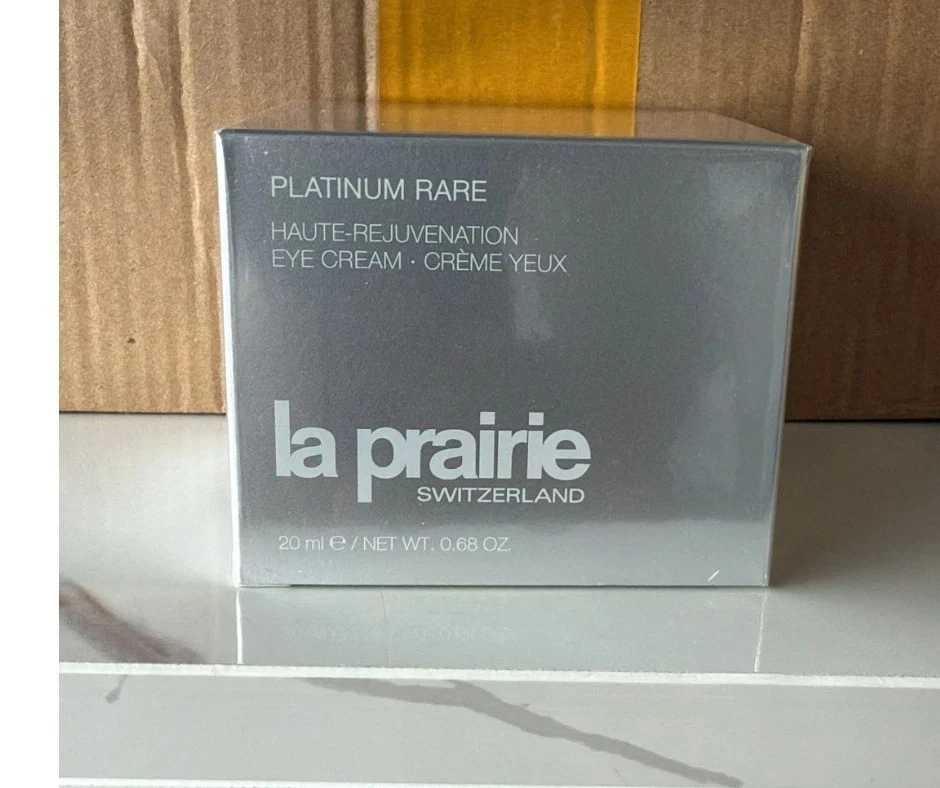 PLATINUM RARE
HAUTE-REJUVENATION
EYE CREAM · CRÈME YEUX
la prairie
SWITZERLAND
20 ml ℮ / NET WT. 0.68 OZ.